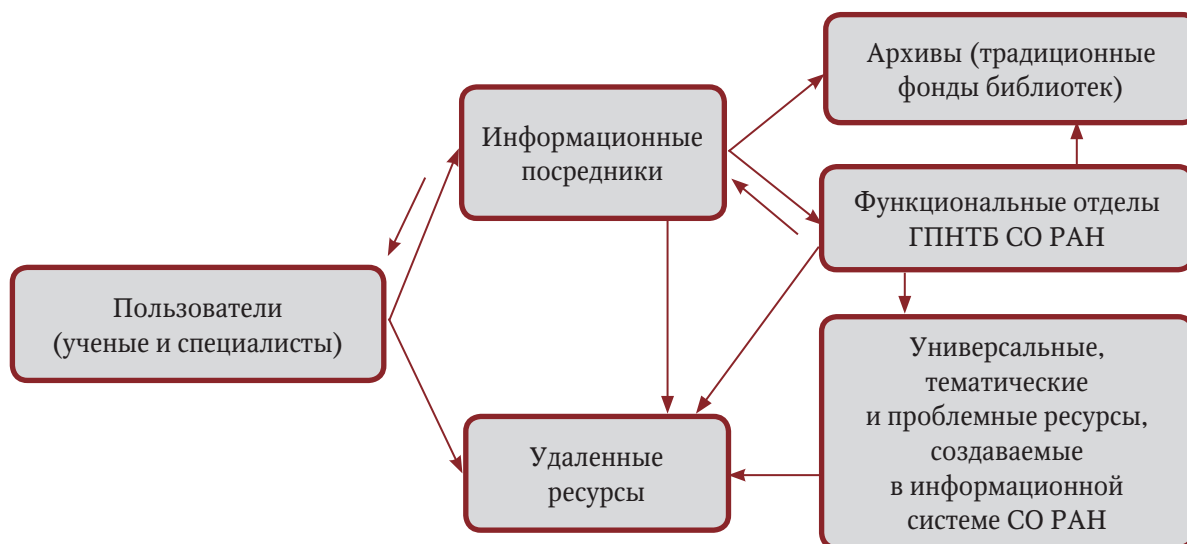 Архивы (традиционные
фонды библиотек)
Информационные
посредники
Функциональные отделы
ГПНТБ СО РАН
Пользователи
(ученые и специалисты)
Универсальные,
тематические
и проблемные ресурсы,
создаваемые
в информационной
системе СО РАН
Удаленные
ресурсы